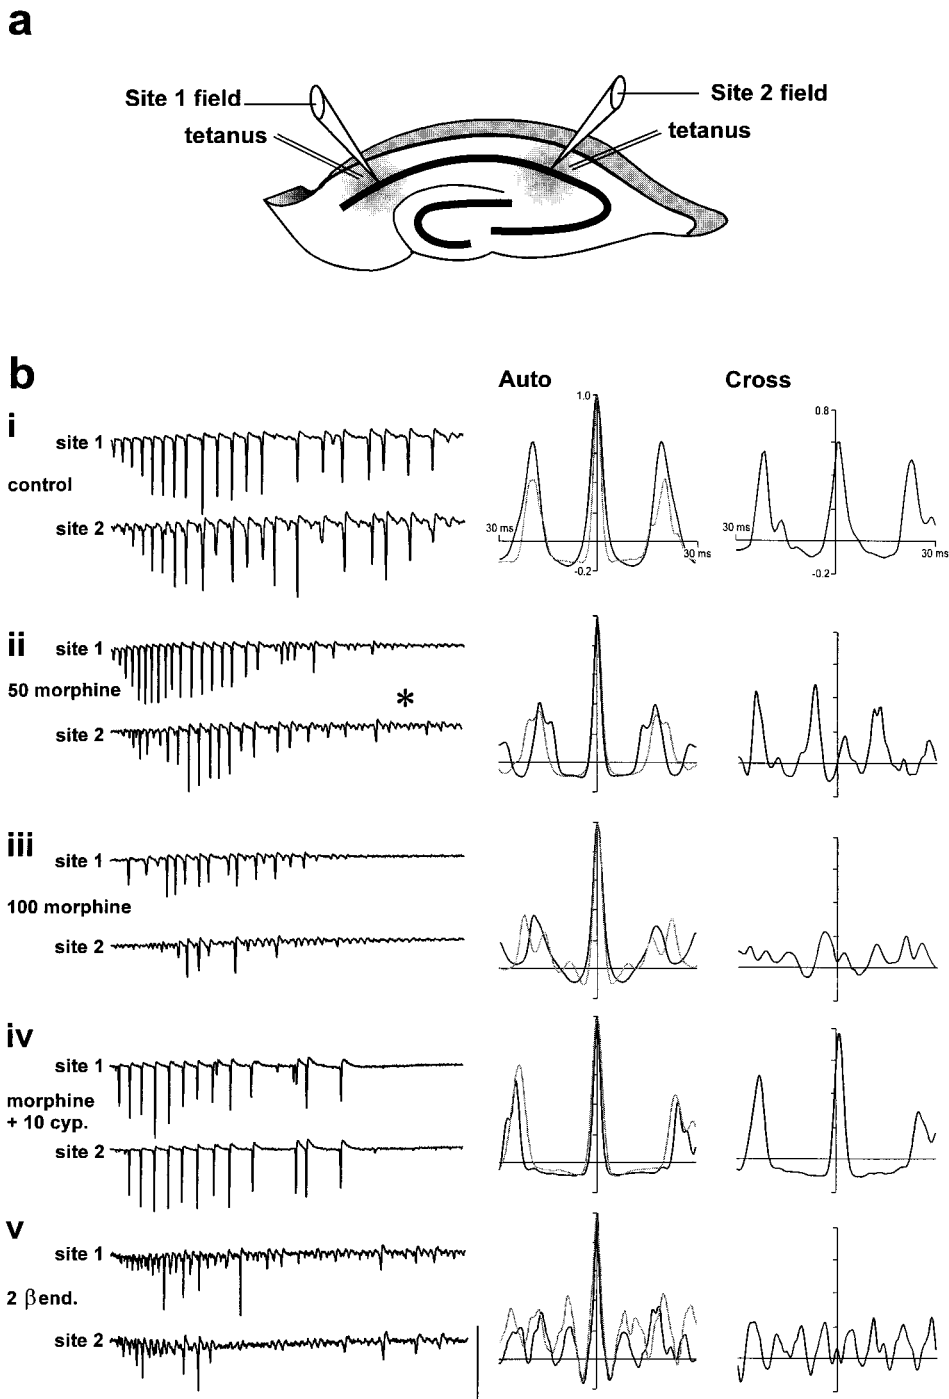 a
Site 1 field
Site 2 field
tetanus
tetanus
b
Auto
Cross
i
site 1
control
site 2
1.0
30 ms
30 ms
-0.2
0.8
30 ms
30 ms
-0.2
ii
site 1
50 morphine
*
site 2
iii
site 1
100 morphine
site 2
iv
site 1
morphine
+ 10 cyp.
site 2
v
site 1
2 βend.
site 2